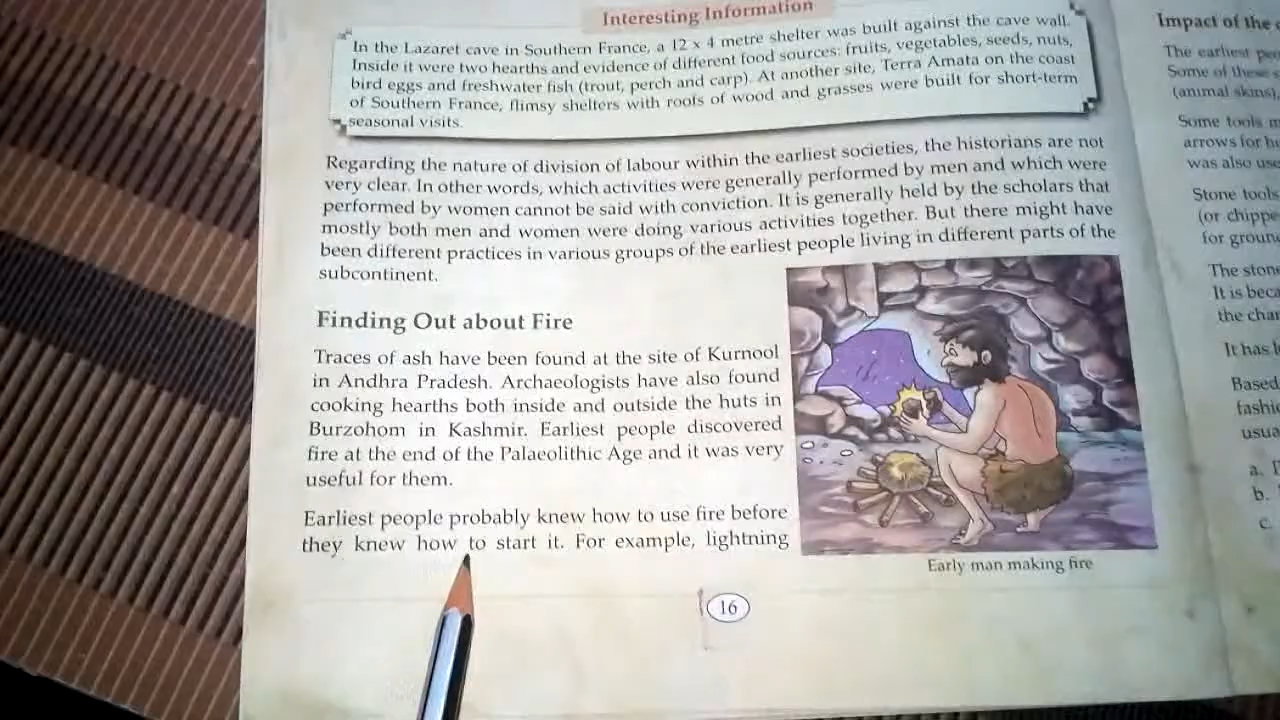 Interesting Information
In the Lazaret cave in Southern France, a 12 x 4 metre shelter was built against the cave wall.
Inside it were two hearths and evidence of different food sources: fruits, vegetables, seeds, nuts,
bird eggs and freshwater fish (trout, perch and carp). At another site, Terra Amata on the coast
of Southern France, flimsy shelters with roofs of wood and grasses were built for short-term
seasonal visits.
Regarding the nature of division of labour within the earliest societies, the historians are not
very clear. In other words, which activities were generally performed by men and which were
performed by women cannot be said with conviction. It is generally held by the scholars that
mostly both men and women were doing various activities together. But there might have
been different practices in various groups of the earliest people living in different parts of the
subcontinent.
Finding Out about Fire
Traces of ash have been found at the site of Kurnool
in Andhra Pradesh. Archaeologists have also found
cooking hearths both inside and outside the huts in
Burzohom in Kashmir. Earliest people discovered
fire at the end of the Palaeolithic Age and it was very
useful for them.
Earliest people probably knew how to use fire before
they knew how to start it. For example, lightning
Early man making fire
16
Impact of the
The earliest
Some of these
(animal skins),
Some tools
arrows for
was also
Stone tools
(or
for
The
It is
the
It has
Based
a.
b.
c.